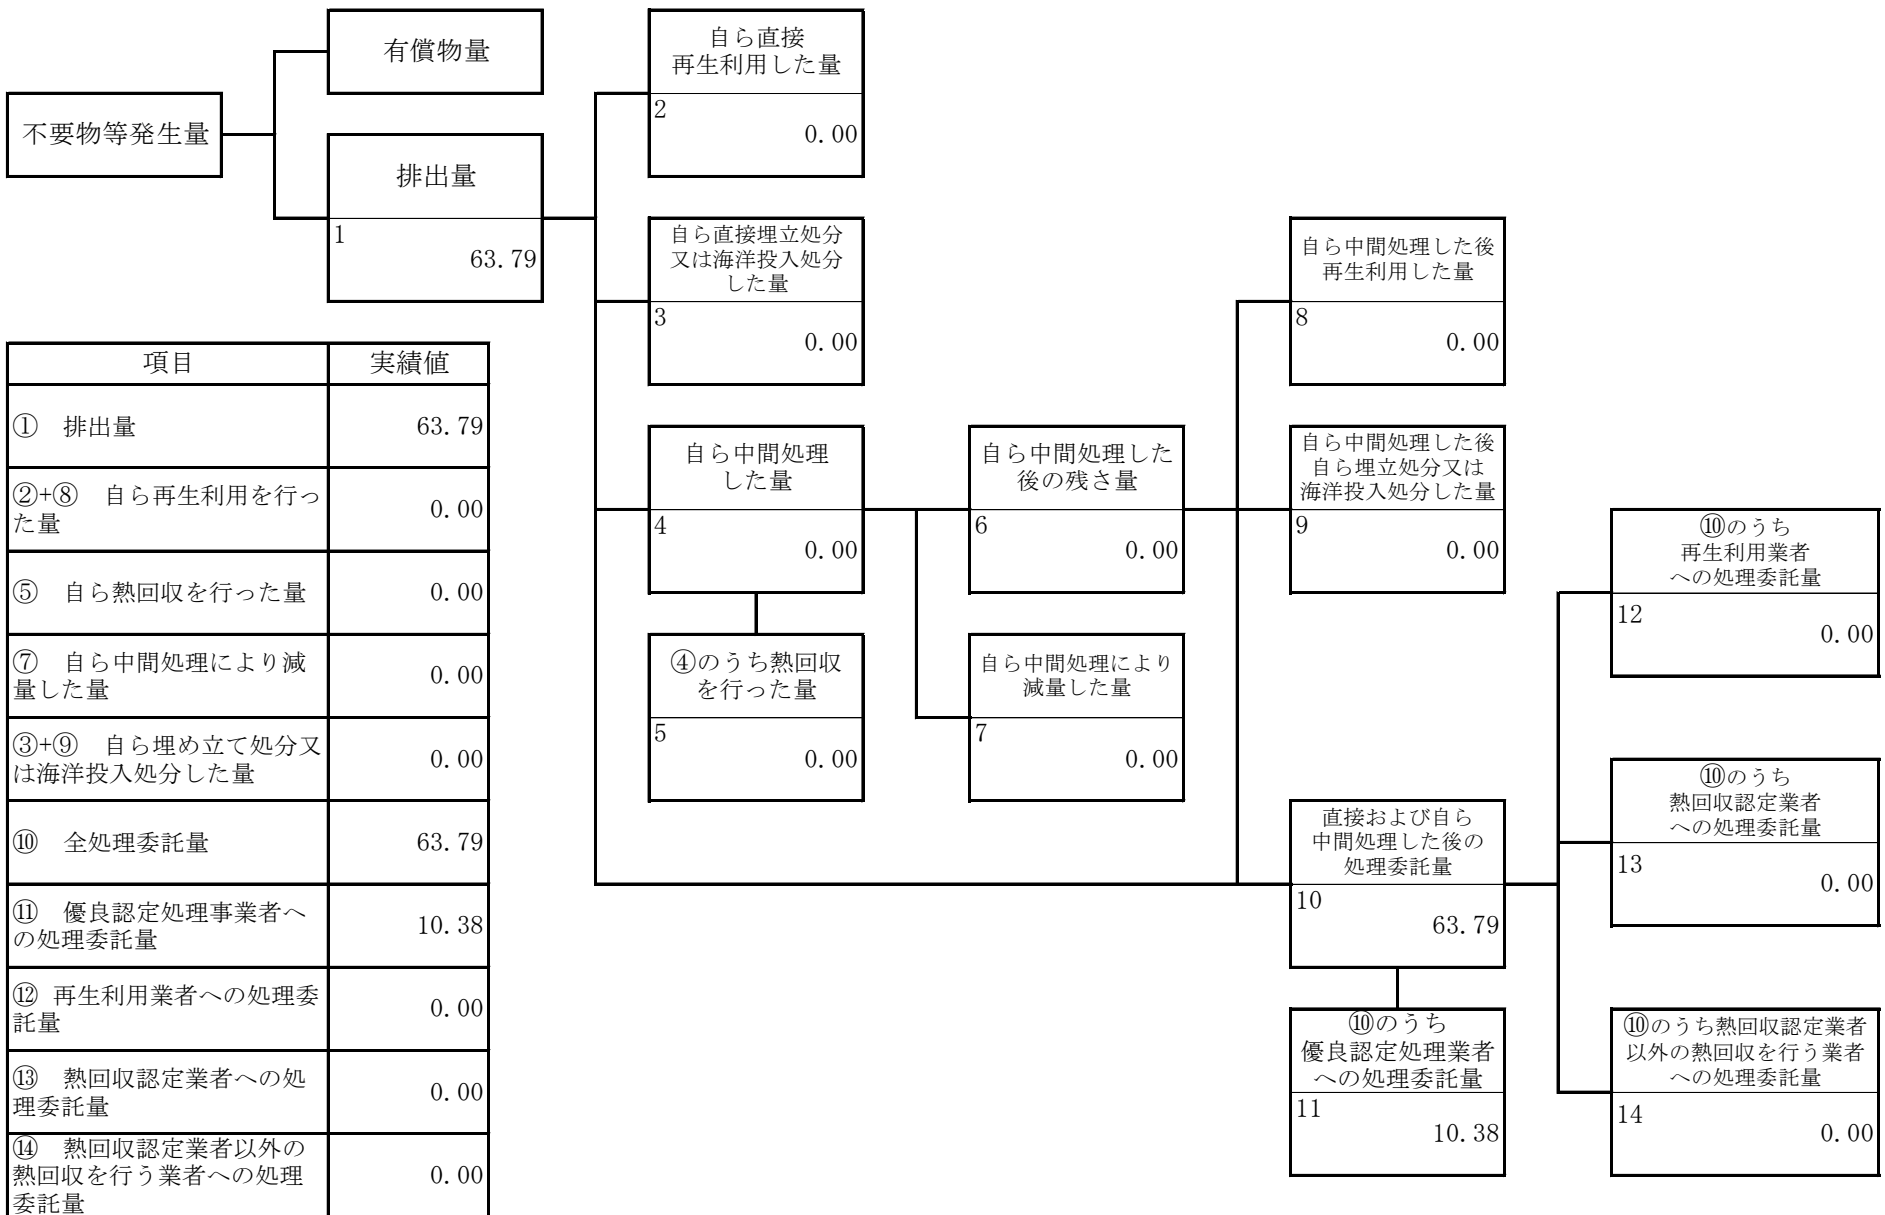 不要物等発生量
有償物量
排出量
1
63.79
自ら直接
再生利用した量
2
0.00
自ら直接埋立処分
又は海洋投入処分
した量
3
0.00
自ら中間処理
した量
4
0.00
④のうち熱回収
を行った量
5
0.00
自ら中間処理した
後の残さ量
6
0.00
自ら中間処理により
減量した量
7
0.00
自ら中間処理した後
再生利用した量
8
0.00
自ら中間処理した後
自ら埋立処分又は
海洋投入処分した量
9
0.00
直接および自ら
中間処理した後の
処理委託量
10
63.79
⑩のうち
優良認定処理業者
への処理委託量
11
10.38
⑩のうち
再生利用業者
への処理委託量
12
0.00
⑩のうち
熱回収認定業者
への処理委託量
13
0.00
⑩のうち熱回収認定業者
以外の熱回収を行う業者
への処理委託量
14
0.00
項目 実績値
① 排出量 63.79
②+⑧ 自ら再生利用を行っ
た量 0.00
⑤ 自ら熱回収を行った量 0.00
⑦ 自ら中間処理により減
量した量 0.00
③+⑨ 自ら埋め立て処分又
は海洋投入処分した量 0.00
⑩ 全処理委託量 63.79
⑪ 優良認定処理事業者へ
の処理委託量 10.38
⑫ 再生利用業者への処理委
託量 0.00
⑬ 熱回収認定業者への処
理委託量 0.00
⑭ 熱回収認定業者以外の
熱回収を行う業者への処理
委託量 0.00